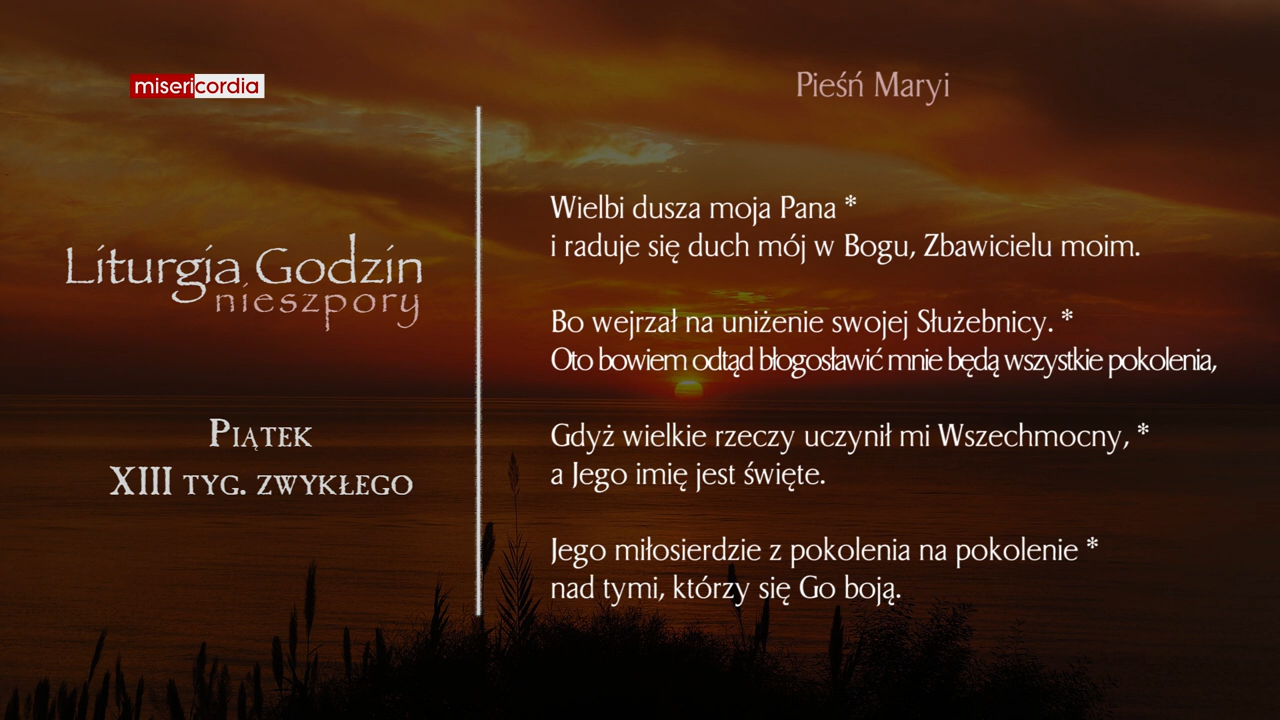 misericordia
Liturgia Godzin
nieszpory
Piątek
XIII tyg. zwykłego
Pieśń Maryi
Wielbi dusza moja Pana *
i raduje się duch mój w Bogu, Zbawicielu moim.
Bo wejrzał na uniżenie swojej Służebnicy. *
Oto bowiem odtąd błogosławić mnie będą wszystkie pokolenia,
Gdyż wielkie rzeczy uczynił mi Wszechmocny, *
a Jego imię jest święte.
Jego miłosierdzie z pokolenia na pokolenie *
nad tymi, którzy się Go boją.